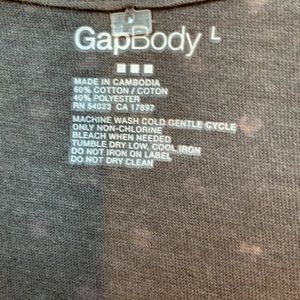 GapBody L
MADE IN CAMBODIA
60% COTTON / COTON
40% POLYESTER
RN 54023 CA 17897
MACHINE WASH COLD GENTLE CYCLE
ONLY NON-CHLORINE
BLEACH WHEN NEEDED
TUMBLE DRY LOW, COOL IRON
DO NOT IRON ON LABEL
DO NOT DRY CLEAN